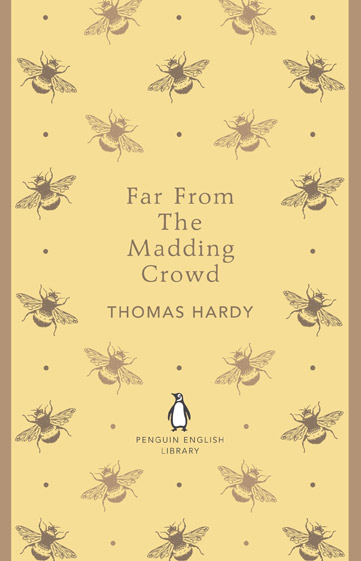 Far From
The
Madding
Crowd
THOMAS HARDY
PENGUIN ENGLISH
LIBRARY